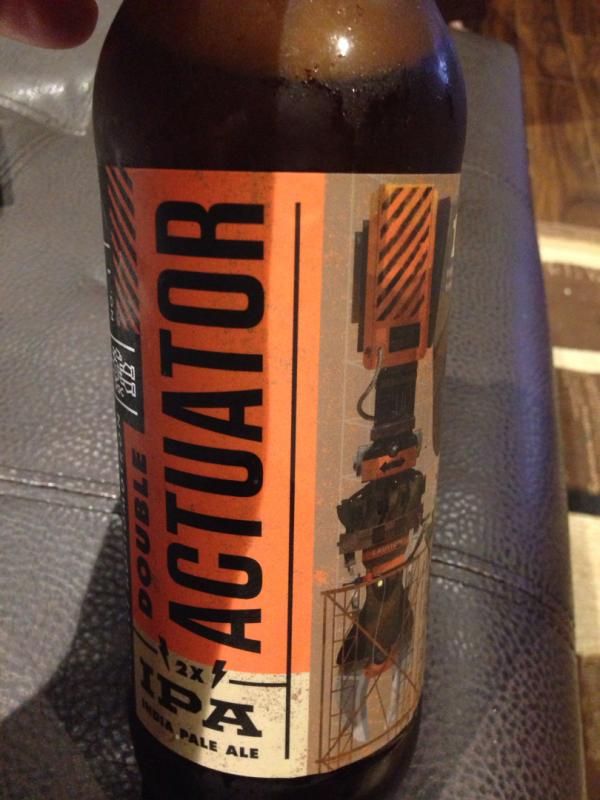 DOUBLE
ACTUATOR
2X
IPA
INDIA PALE ALE